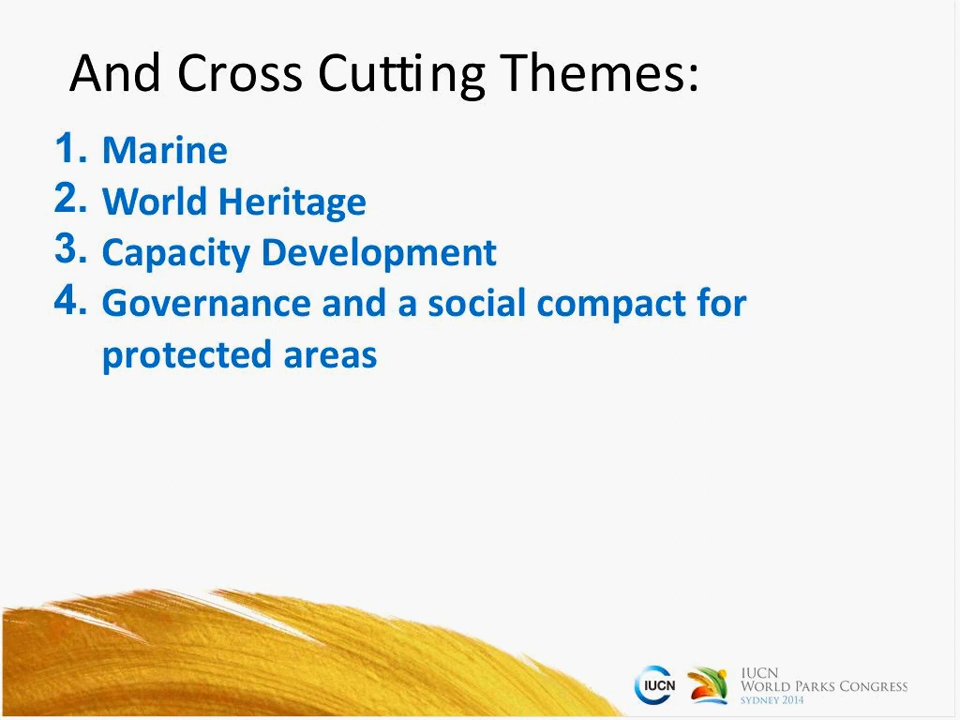 And Cross Cutting Themes:
1. Marine
2. World Heritage
3. Capacity Development
4. Governance and a social compact for
protected areas
IUCN
IUCN
WORLD PARKS CONGRESS
SYDNEY 2014